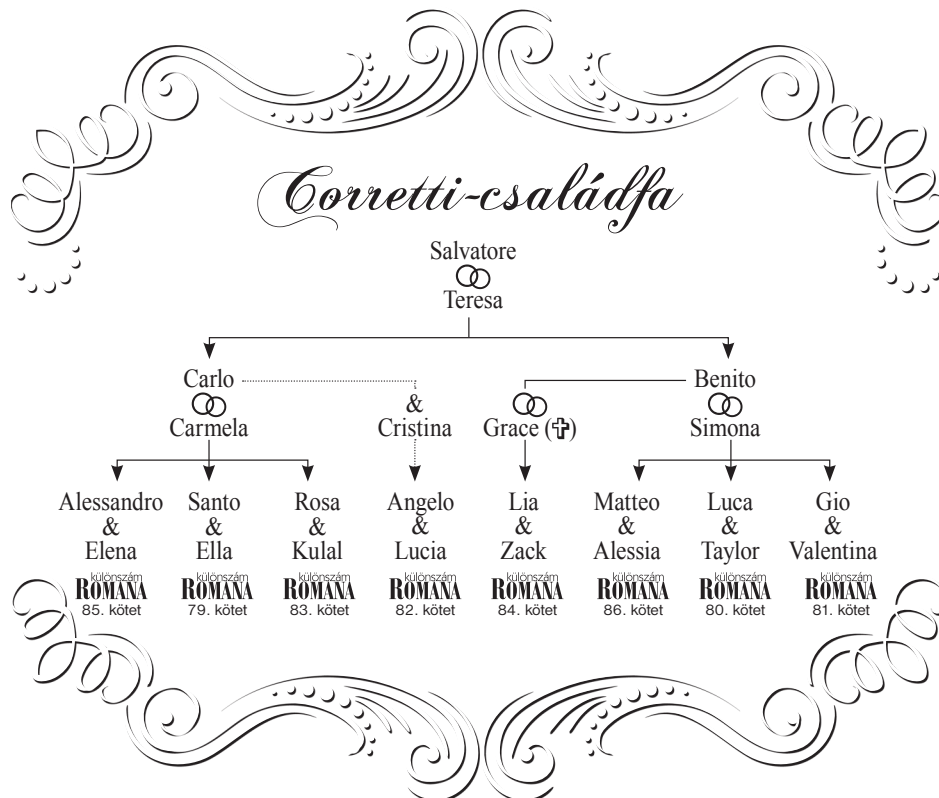 Corretti-családfa
Salvatore
Teresa
Carlo
Benito
&
Carmela
Cristina
Grace (✞)
Simona
Alessandro Santo Rosa Angelo Lia Matteo Luca Gio
& & & & & & & &
Elena Ella Kulal Lucia Zack Alessia Taylor Valentina
különszám különszám különszám különszám különszám különszám különszám különszám
ROMANA ROMANA ROMANA ROMANA ROMANA ROMANA ROMANA ROMANA
85. kötet 79. kötet 83. kötet 82. kötet 84. kötet 86. kötet 80. kötet 81. kötet